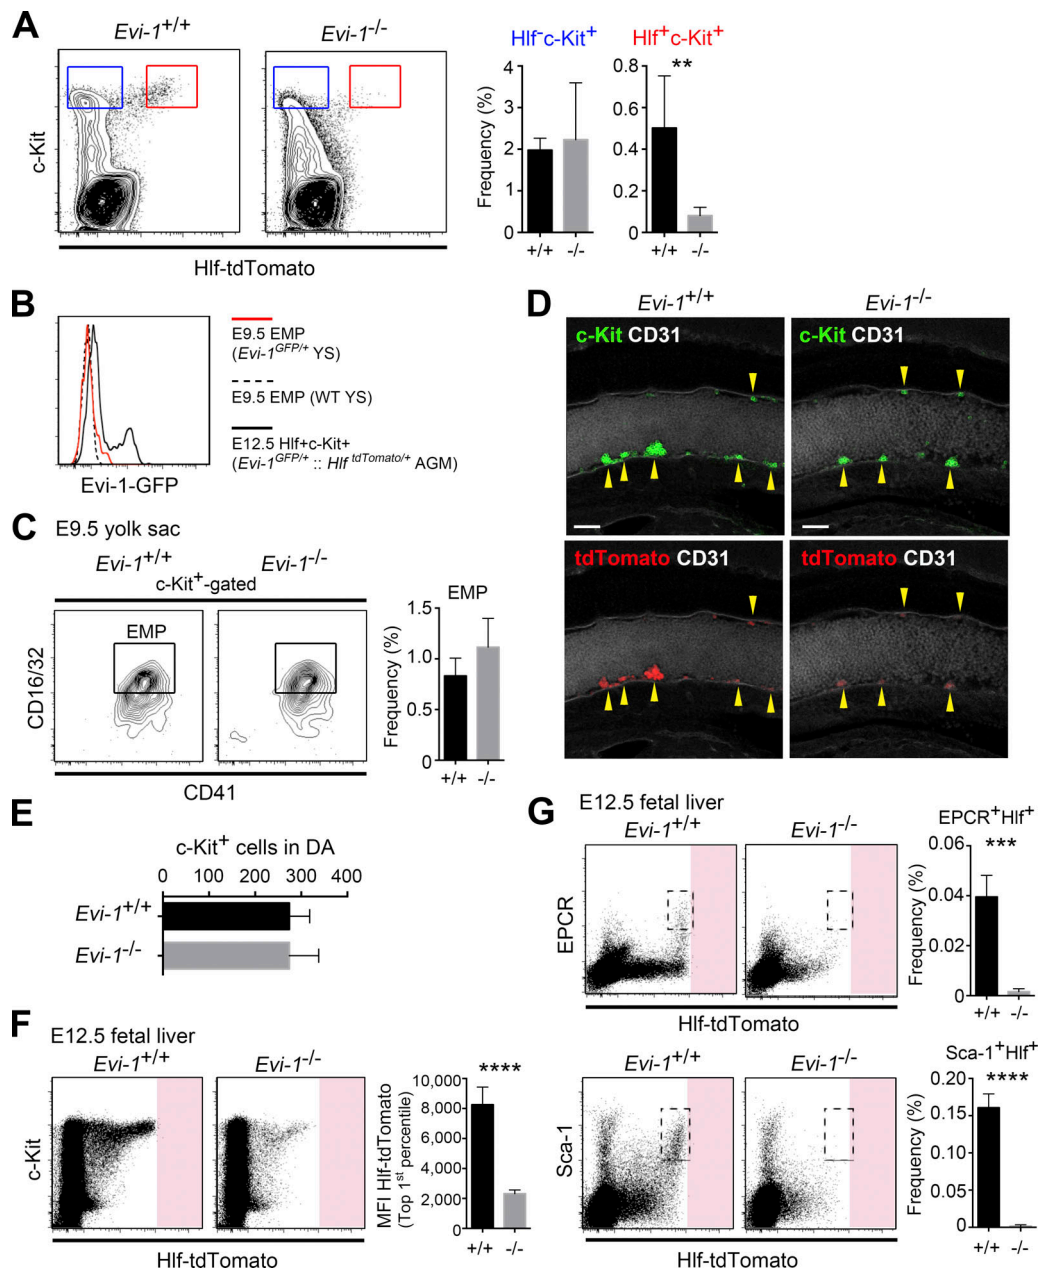 A
Evi-1+/+
Evi-1-/-
Hlf-c-Kit+
Hlf+c-Kit+
c-Kit
Hlf-tdTomato
Frequency (%)
4
3
2
1
0
+/+
-/-
0.8
0.6
0.4
0.2
0
**
+/+
-/-
B
Evi-1-GFP
E9.5 EMP
(Evi-1GFP/+ YS)
E9.5 EMP (WT YS)
E12.5 Hlf+c-Kit+
(Evi-1GFP/+ :: Hlf tdTomato/+ AGM)
C
E9.5 yolk sac
Evi-1+/+
Evi-1-/-
c-Kit+-gated
EMP
CD16/32
CD41
EMP
Frequency (%)
1.5
1.0
0.5
0
+/+
-/-
D
Evi-1+/+
Evi-1-/-
c-Kit CD31
c-Kit CD31
tdTomato CD31
tdTomato CD31
E
c-Kit+ cells in DA
0 100 200 300 400
Evi-1+/+
Evi-1-/-
F
E12.5 fetal liver
Evi-1+/+
Evi-1-/-
c-Kit
Hlf-tdTomato
MFI Hlf-tdTomato
(Top 1st percentile)
10,000
8,000
6,000
4,000
2,000
0
****
+/+
-/-
G
E12.5 fetal liver
Evi-1+/+
Evi-1-/-
EPCR
Hlf-tdTomato
EPCR+Hlf+
Frequency (%)
0.06
0.04
0.02
0
***
+/+
-/-
Evi-1+/+
Evi-1-/-
Sca-1
Hlf-tdTomato
Sca-1+Hlf+
Frequency (%)
0.20
0.15
0.10
0.05
0.00
****
+/+
-/-